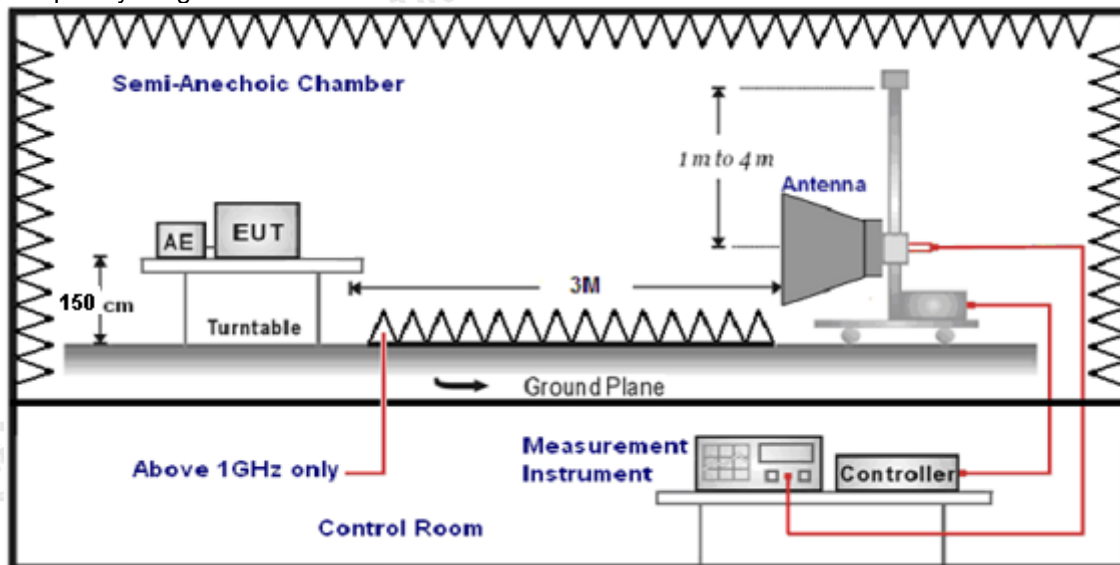 Semi-Anechoic Chamber
1 m to 4 m
Antenna
AE
EUT
150 cm
3M
Turntable
Ground Plane
Above 1GHz only
Measurement
Instrument
Controller
Control Room